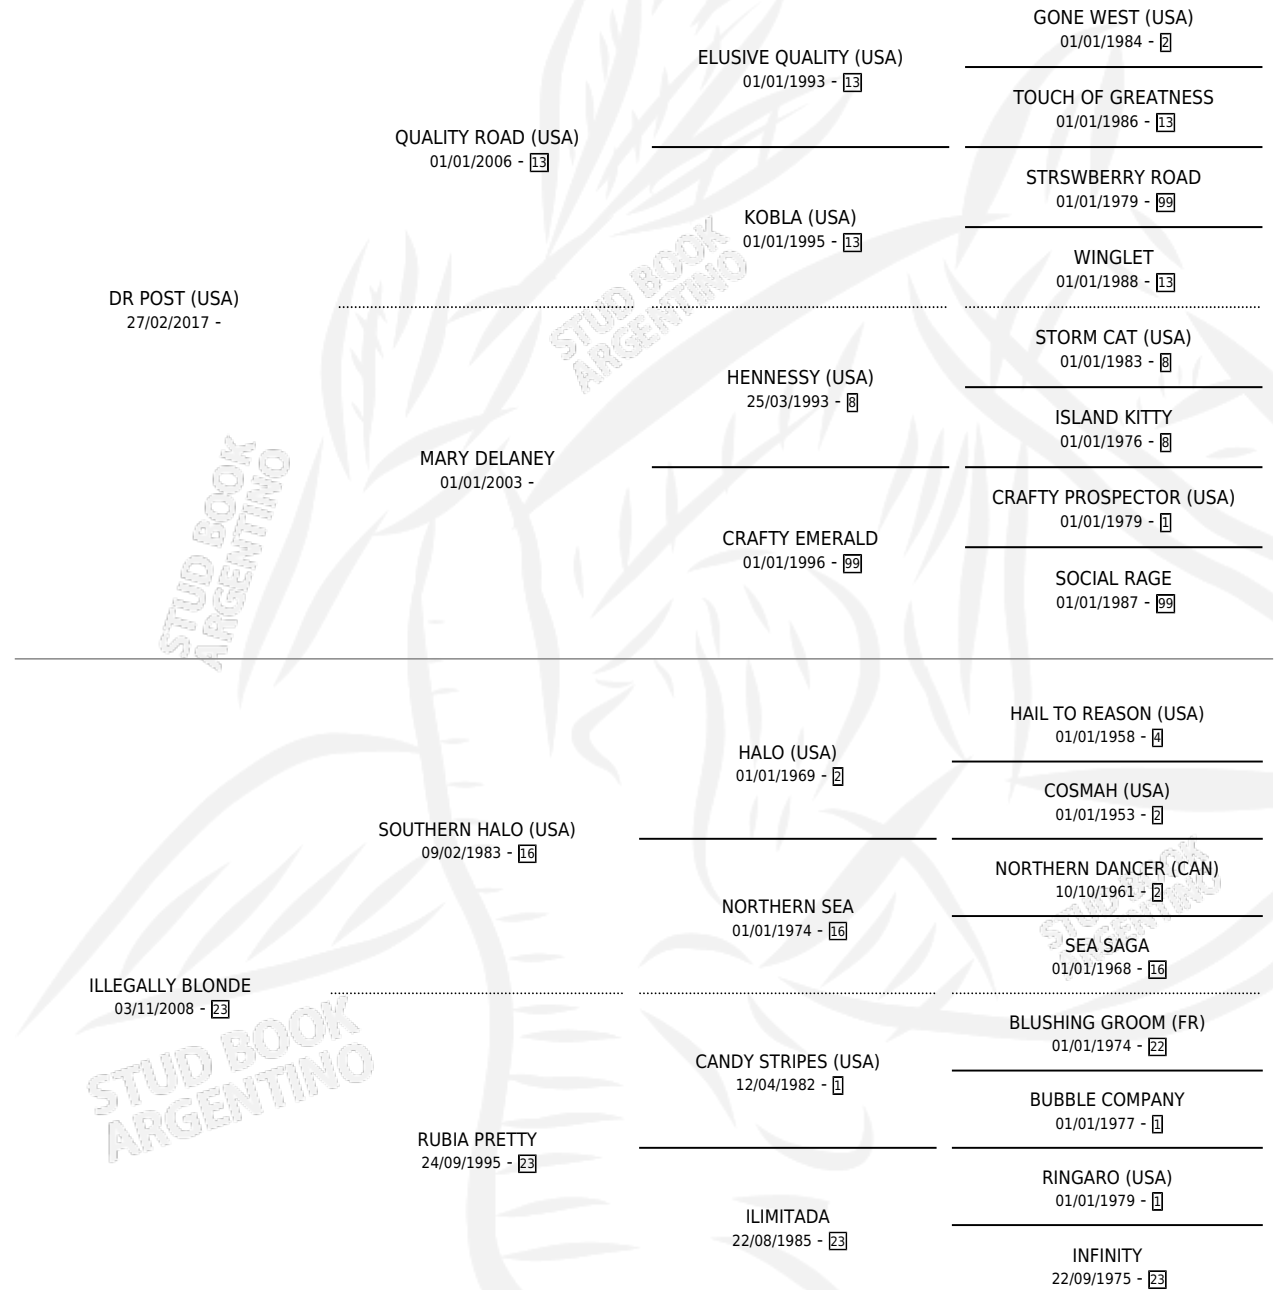 GONE WEST (USA)
01/01/1984 - 2
ELUSIVE QUALITY (USA)
01/01/1993 - 13
TOUCH OF GREATNESS
01/01/1986 - 13
QUALITY ROAD (USA)
01/01/2006 - 13
STRSWBERRY ROAD
01/01/1979 - 99
KOBLA (USA)
01/01/1995 - 13
WINGLET
01/01/1988 - 13
DR POST (USA)
27/02/2017 -
STORM CAT (USA)
01/01/1983 - 8
HENNESSY (USA)
25/03/1993 - 8
ISLAND KITTY
01/01/1976 - 8
MARY DELANEY
01/01/2003 -
CRAFTY PROSPECTOR (USA)
01/01/1979 - 1
CRAFTY EMERALD
01/01/1996 - 99
SOCIAL RAGE
01/01/1987 - 99
STUD BOOK
ARGENTINO
STUD BOOK
ARGENTINO
HAIL TO REASON (USA)
01/01/1958 - 4
HALO (USA)
01/01/1969 - 2
COSMAH (USA)
01/01/1953 - 2
SOUTHERN HALO (USA)
09/02/1983 - 16
NORTHERN DANCER (CAN)
10/10/1961 - 2
NORTHERN SEA
01/01/1974 - 16
SEA SAGA
01/01/1968 - 16
ILLEGALLY BLONDE
03/11/2008 - 23
BLUSHING GROOM (FR)
01/01/1974 - 22
CANDY STRIPES (USA)
12/04/1982 - 1
BUBBLE COMPANY
01/01/1977 - 1
RUBIA PRETTY
24/09/1995 - 23
RINGARO (USA)
01/01/1979 - 1
ILIMITADA
22/08/1985 - 23
INFINITY
22/09/1975 - 23
STUD BOOK
ARGENTINO
STUD BOOK
ARGENTINO